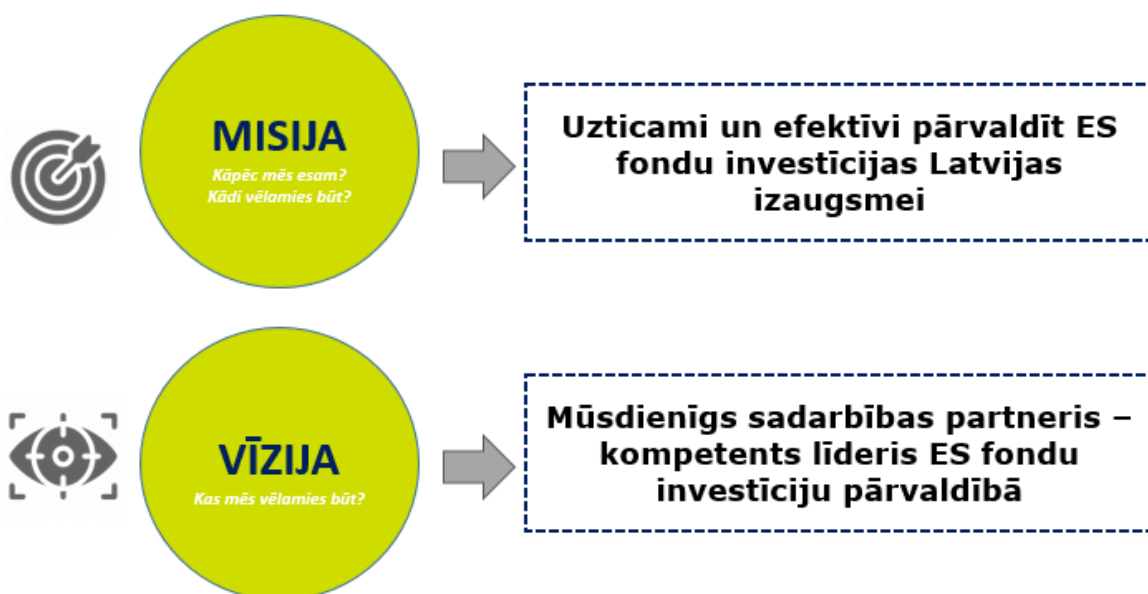 MISIJA
Kāpēc mēs esam?
Kādi vēlamies būt?
Uzticami un efektīvi pārvaldīt ES
fondu investīcijas Latvijas
izaugsmei
VĪZIJA
Kas mēs vēlamies būt?
Mūsdienīgs sadarbības partneris –
kompetents līderis ES fondu
investīciju pārvaldībā